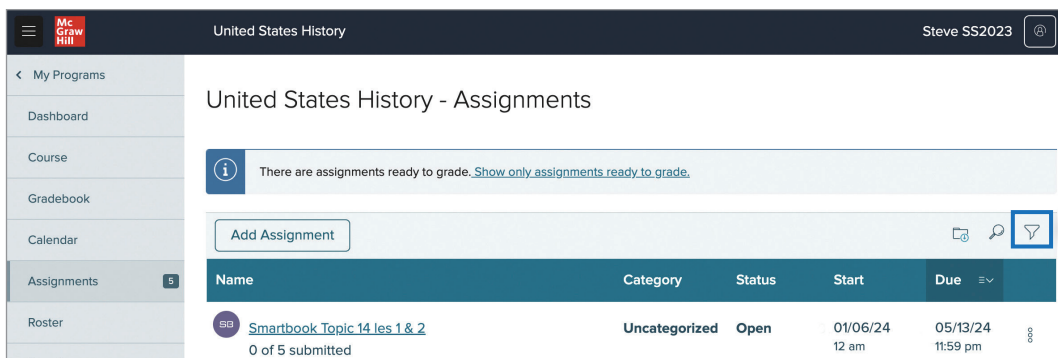 Mc
Graw
Hill
United States History
Steve SS2023
My Programs
Dashboard
Course
Gradebook
Calendar
Assignments 5
Roster
United States History - Assignments
i There are assignments ready to grade. Show only assignments ready to grade.
Add Assignment
Name Category Status Start Due
SB Smartbook Topic 14 les 1 & 2 Uncategorized Open 01/06/24 05/13/24
0 of 5 submitted 12 am 11:59 pm